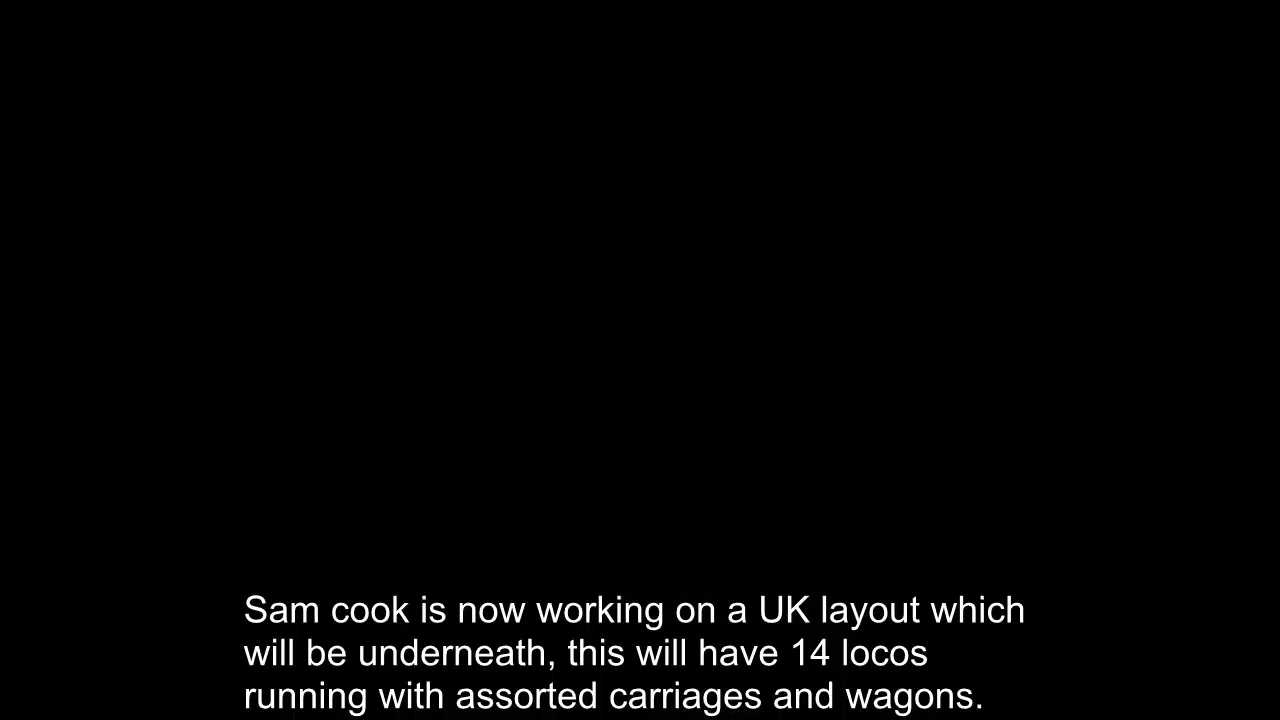 Sam cook is now working on a UK layout which
will be underneath, this will have 14 locos
running with assorted carriages and wagons.